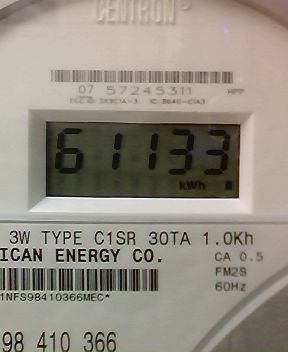 CENTRON
07 57245311
61133
kWh
3W TYPE C1SR 30TA 1.0Kh
ICAN ENERGY CO.
CA 0.5
FM2S
60Hz
1NFS98410366MEC*
98 410 366